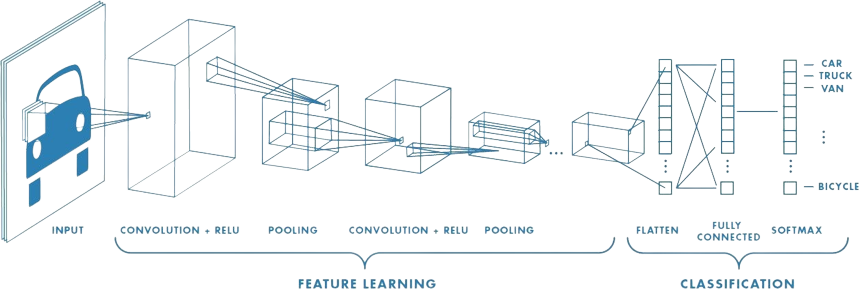 CAR
TRUCK
VAN
BICYCLE
INPUT
CONVOLUTION + RELU
POOLING
CONVOLUTION + RELU
POOLING
FLATTEN
FULLY
CONNECTED
SOFTMAX
FEATURE LEARNING
CLASSIFICATION